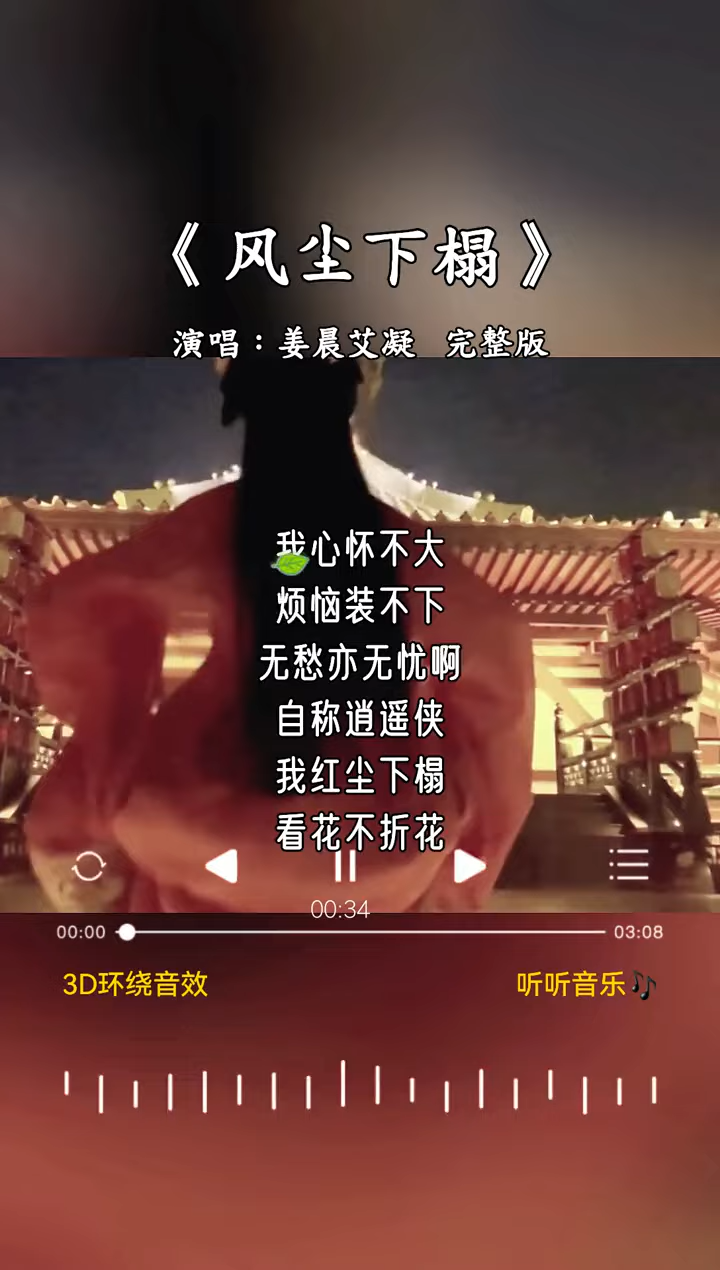 《风尘下榻》
演唱：姜晨艾凝 完整版
我心怀不大
烦恼装不下
无愁亦无忧啊
自称逍遥侠
我红尘下榻
看花不折花
00:34
00:00 03:08
3D环绕音效 听听音乐🎶